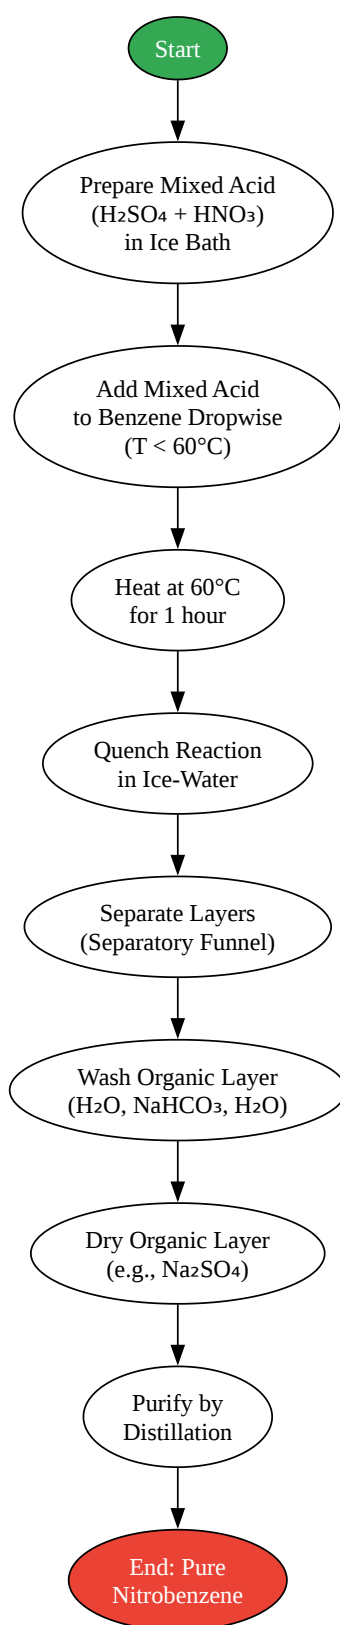 Start
Prepare Mixed Acid
(H₂SO₄ + HNO₃)
in Ice Bath
Add Mixed Acid
to Benzene Dropwise
(T < 60°C)
Heat at 60°C
for 1 hour
Quench Reaction
in Ice-Water
Separate Layers
(Separatory Funnel)
Wash Organic Layer
(H₂O, NaHCO₃, H₂O)
Dry Organic Layer
(e.g., Na₂SO₄)
Purify by
Distillation
End: Pure
Nitrobenzene